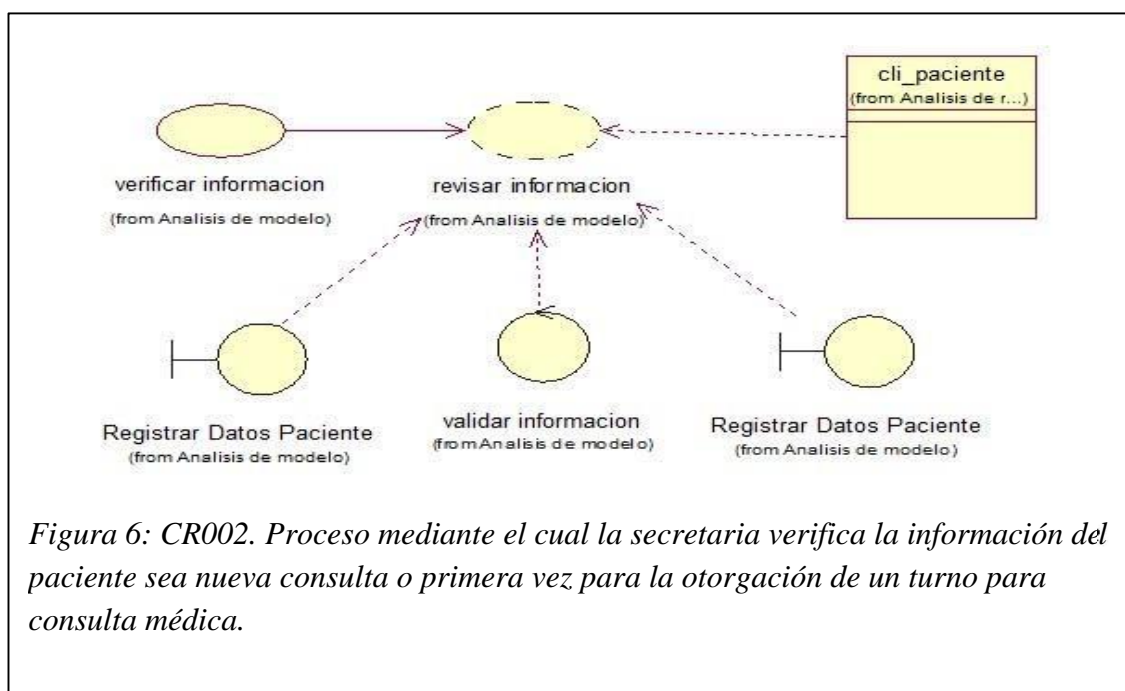 cli_paciente
(from Analisis de r...)
verificar informacion
(from Analisis de modelo)
revisar informacion
(from Analisis de modelo)
Registrar Datos Paciente
(from Analisis de modelo)
validar informacion
(from Analisis de modelo)
Registrar Datos Paciente
(from Analisis de modelo)
Figura 6: CR002. Proceso mediante el cual la secretaria verifica la información del
paciente sea nueva consulta o primera vez para la otorgación de un turno para
consulta médica.